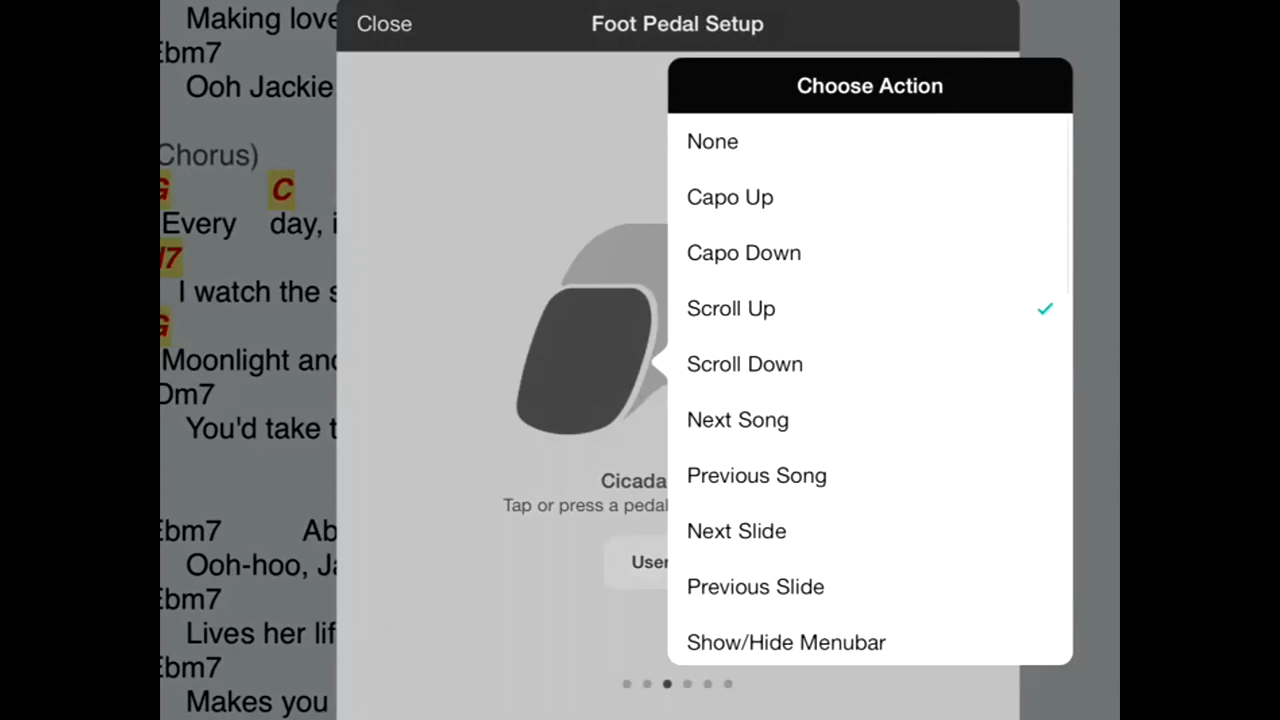 Making love
Ebm7
Ooh Jackie
Chorus)
G C
Every day, i
M7
I watch the s
G
Moonlight and
Dm7
You'd take t
Ebm7 Ab
Ooh-hoo, Ja
Ebm7
Lives her lif
Ebm7
Makes you
Close
Foot Pedal Setup
Cicada
Tap or press a pedal
User
Choose Action
None
Capo Up
Capo Down
Scroll Up
Scroll Down
Next Song
Previous Song
Next Slide
Previous Slide
Show/Hide Menubar